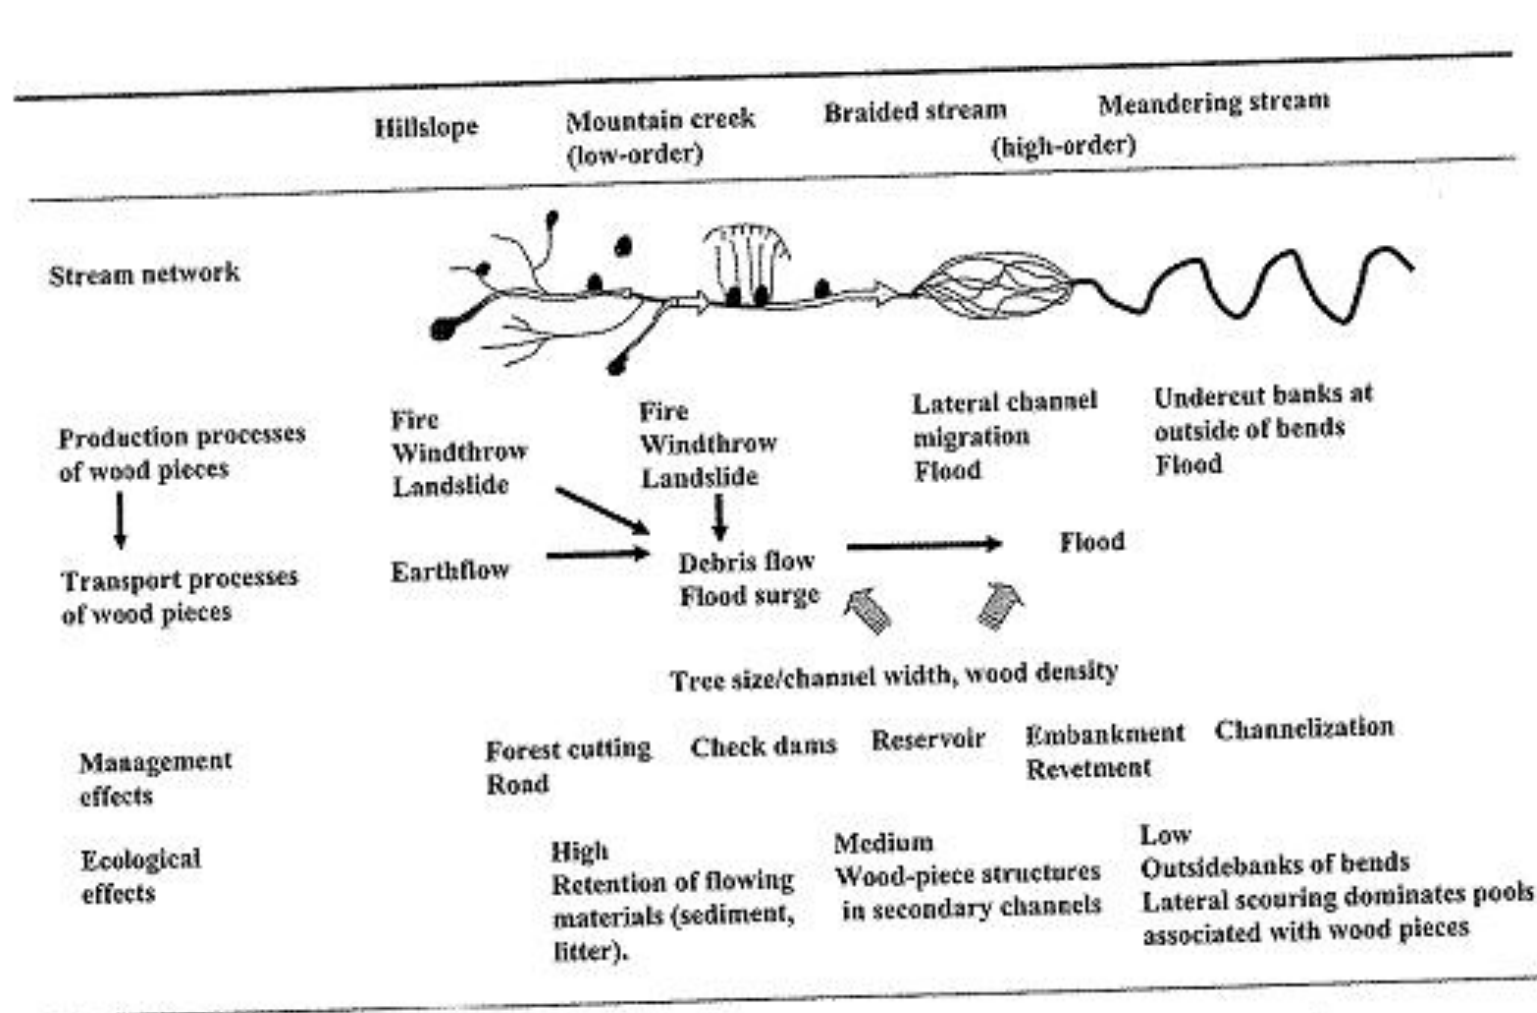 Hillslope
Mountain creek
(low-order)
Braided stream
Meandering stream
(high-order)
Stream network
Production processes
of wood pieces
Fire
Windthrow
Landslide
Fire
Windthrow
Landslide
Lateral channel
migration
Flood
Undercut banks at
outside of bends
Flood
Transport processes
of wood pieces
Earthflow
Debris flow
Flood surge
Flood
Tree size/channel width, wood density
Management
effects
Forest cutting
Road
Check dams
Reservoir
Embankment
Revetment
Channelization
Ecological
effects
High
Retention of flowing
materials (sediment,
litter).
Medium
Wood-piece structures
in secondary channels
Low
Outsidebanks of bends
Lateral scouring dominates pools
associated with wood pieces